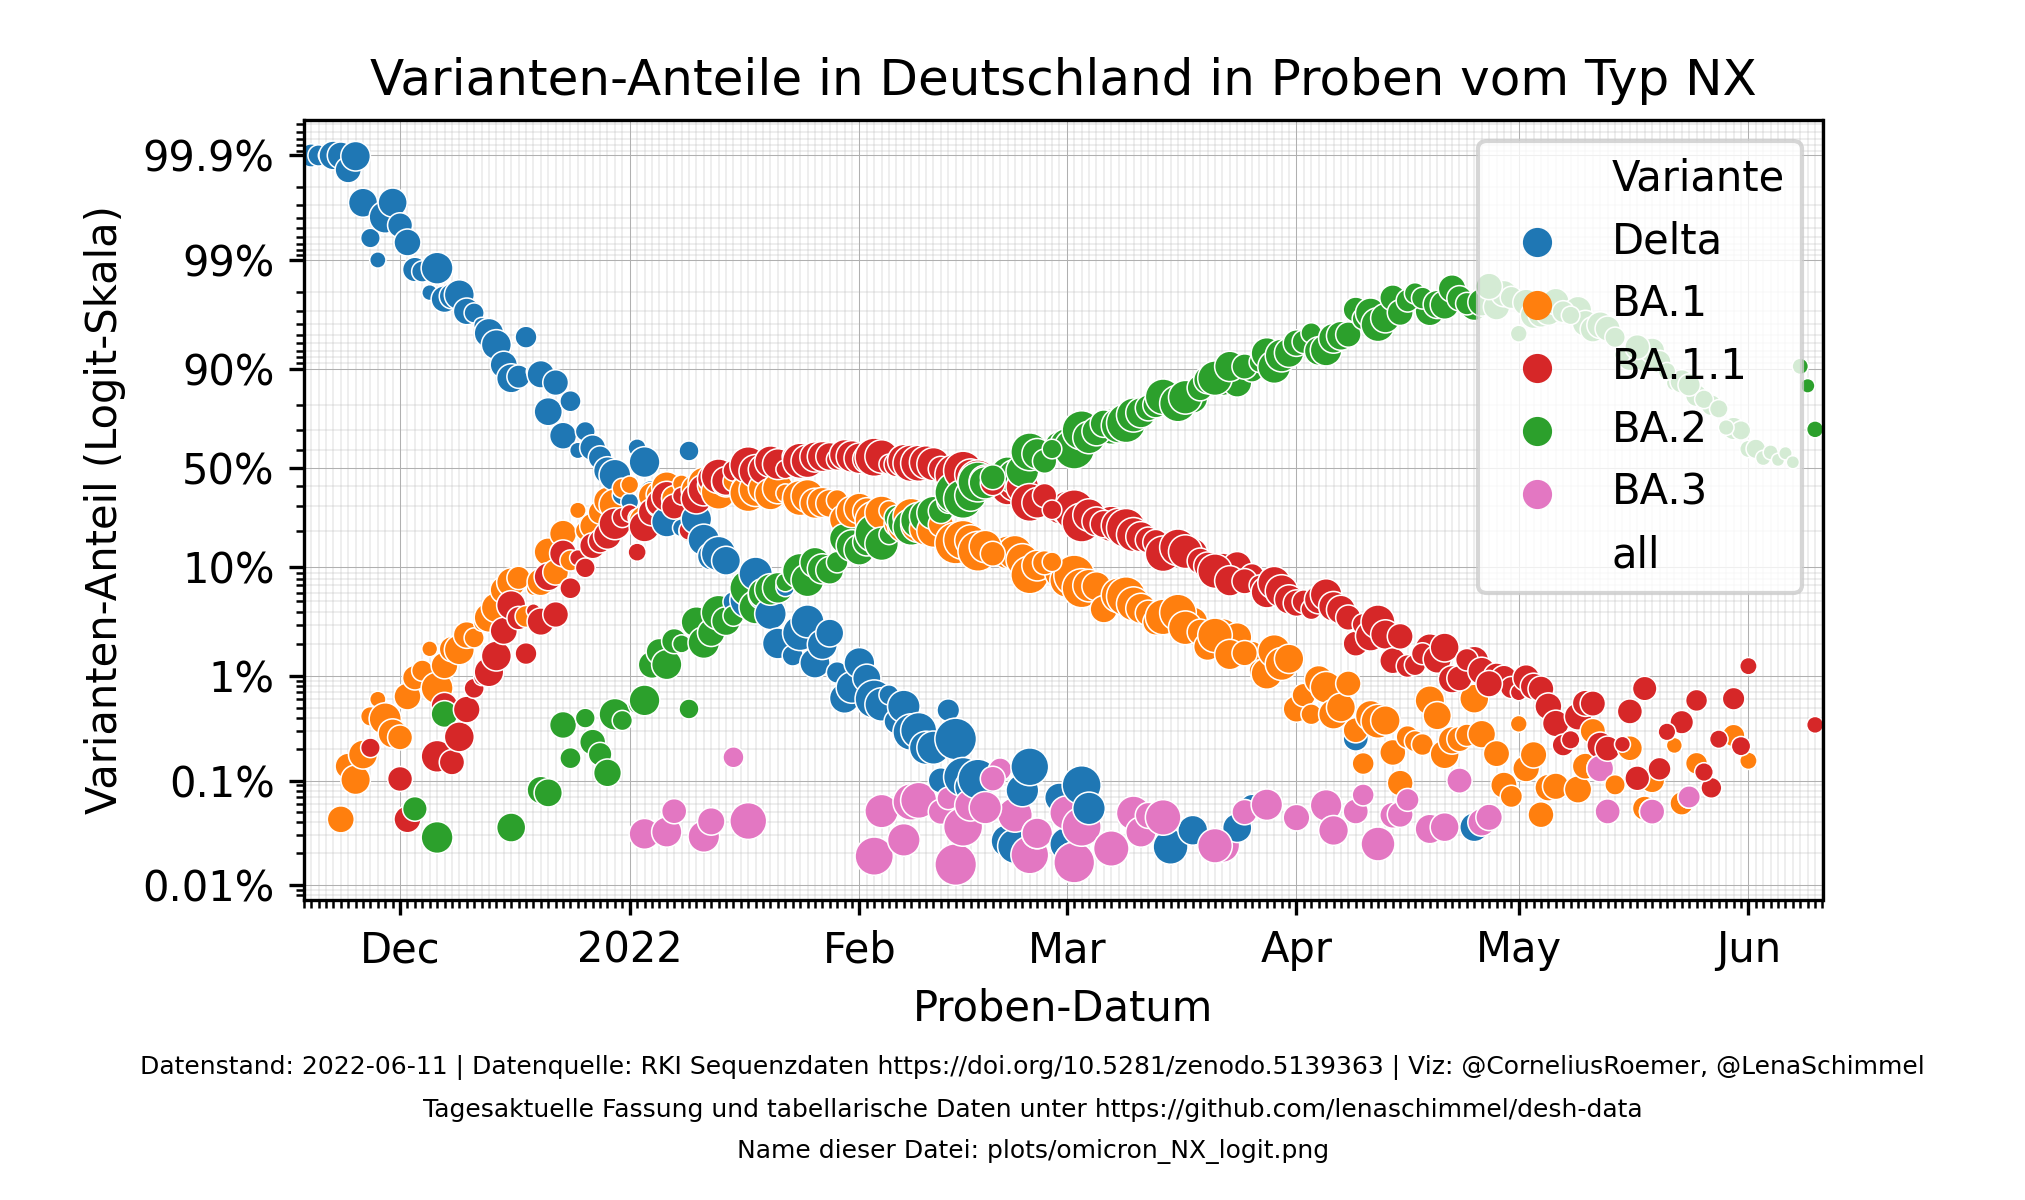 Varianten-Anteile in Deutschland in Proben vom Typ NX
Varianten-Anteil (Logit-Skala)
99.9%
99%
90%
50%
10%
1%
0.1%
0.01%
Variante
Delta
BA.1
BA.1.1
BA.2
BA.3
all
Dec 2022 Feb Mar Apr May Jun
Proben-Datum
Datenstand: 2022-06-11 | Datenquelle: RKI Sequenzdaten https://doi.org/10.5281/zenodo.5139363 | Viz: @CorneliusRoemer, @LenaSchimmel
Tagesaktuelle Fassung und tabellarische Daten unter https://github.com/lenaschimmel/desh-data
Name dieser Datei: plots/omicron_NX_logit.png